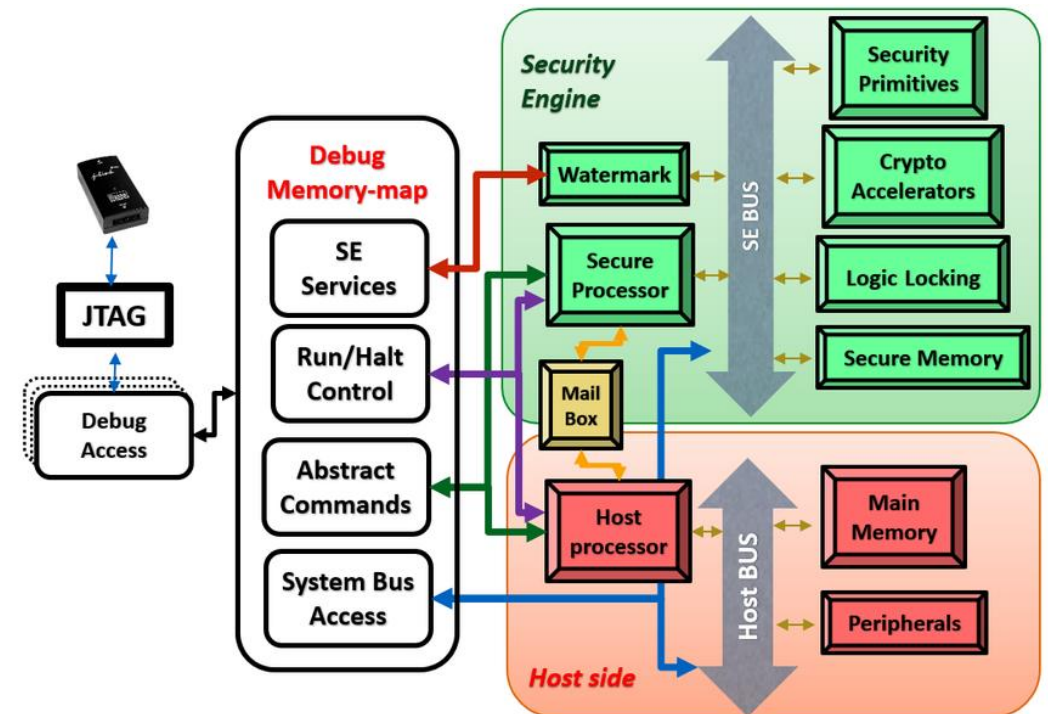 Security
Engine
SE BUS
Security
Primitives
Crypto
Accelerators
Logic Locking
Secure Memory
Watermark
Secure
Processor
Mail
Box
Debug
Memory-map
SE
Services
Run/Halt
Control
Abstract
Commands
System Bus
Access
JTAG
Debug
Access
Host
processor
Host BUS
Main
Memory
Peripherals
Host side